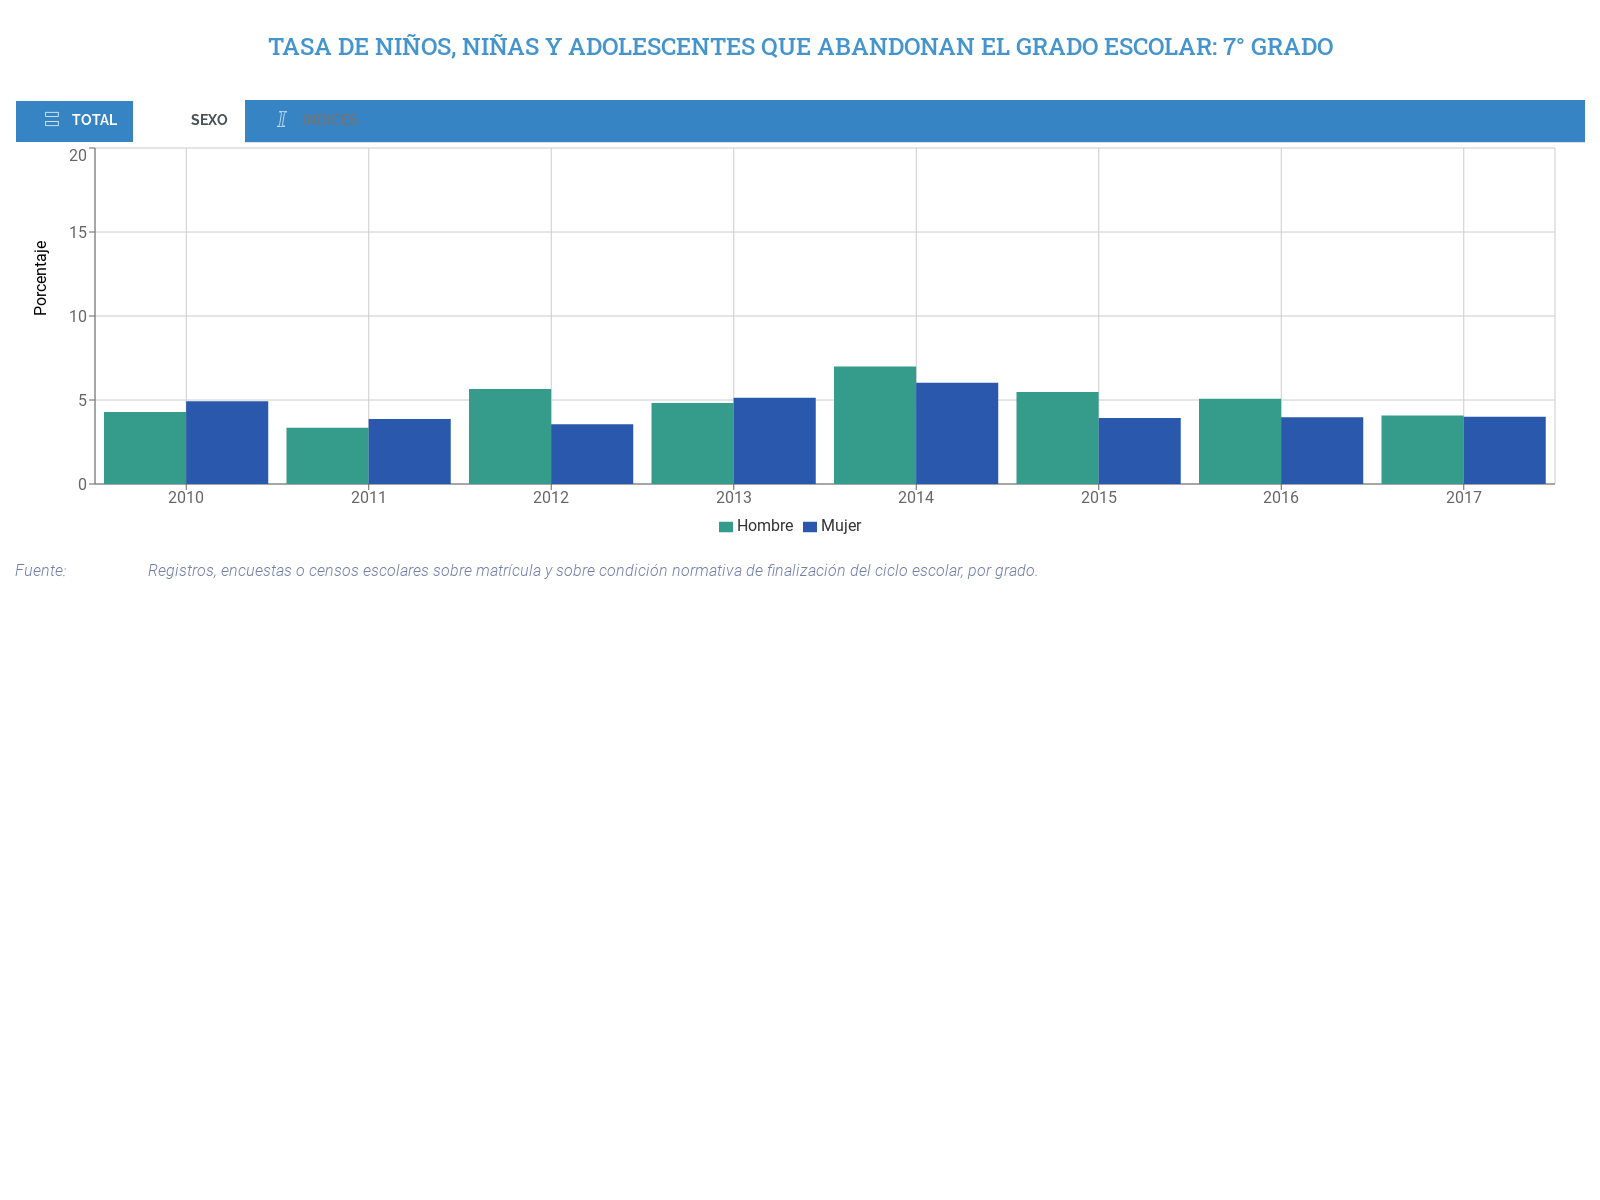 TASA DE NIÑOS, NIÑAS Y ADOLESCENTES QUE ABANDONAN EL GRADO ESCOLAR: 7° GRADO
TOTAL SEXO INDICES
20
15
10
5
0
Porcentaje
2010 2011 2012 2013 2014 2015 2016 2017
Hombre Mujer
Fuente: Registros, encuestas o censos escolares sobre matrícula y sobre condición normativa de finalización del ciclo escolar, por grado.